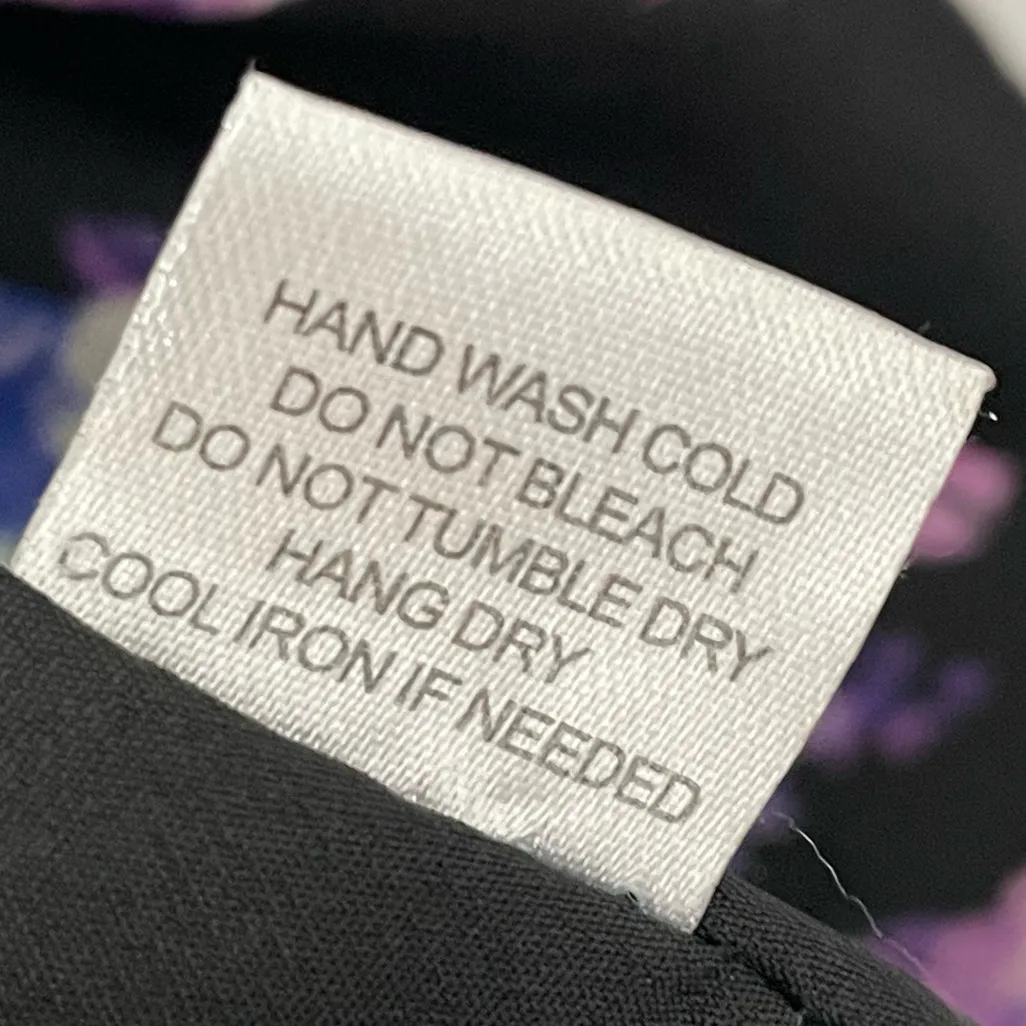 HAND WASH COLD
DO NOT BLEACH
DO NOT TUMBLE DRY
HANG DRY
COOL IRON IF NEEDED